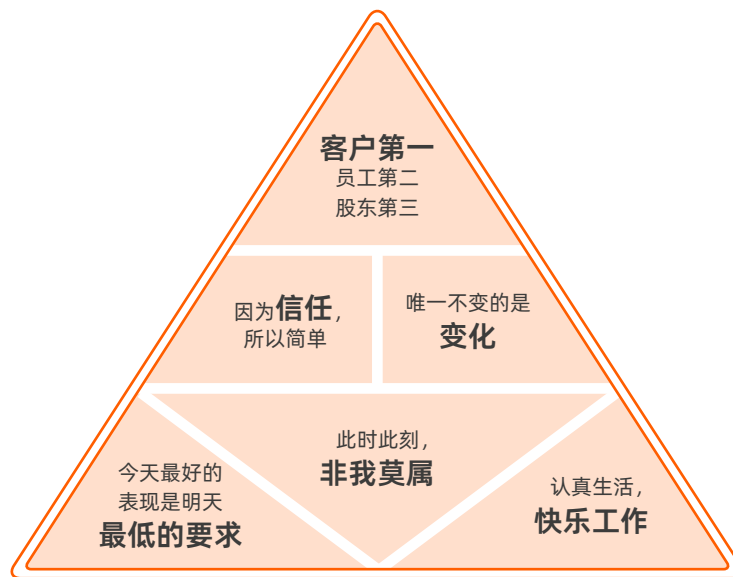 客户第一
员工第二
股东第三
因为信任，
所以简单
唯一不变的是
变化
此时此刻，
非我莫属
今天最好的
表现是明天
最低的要求
认真生活，
快乐工作